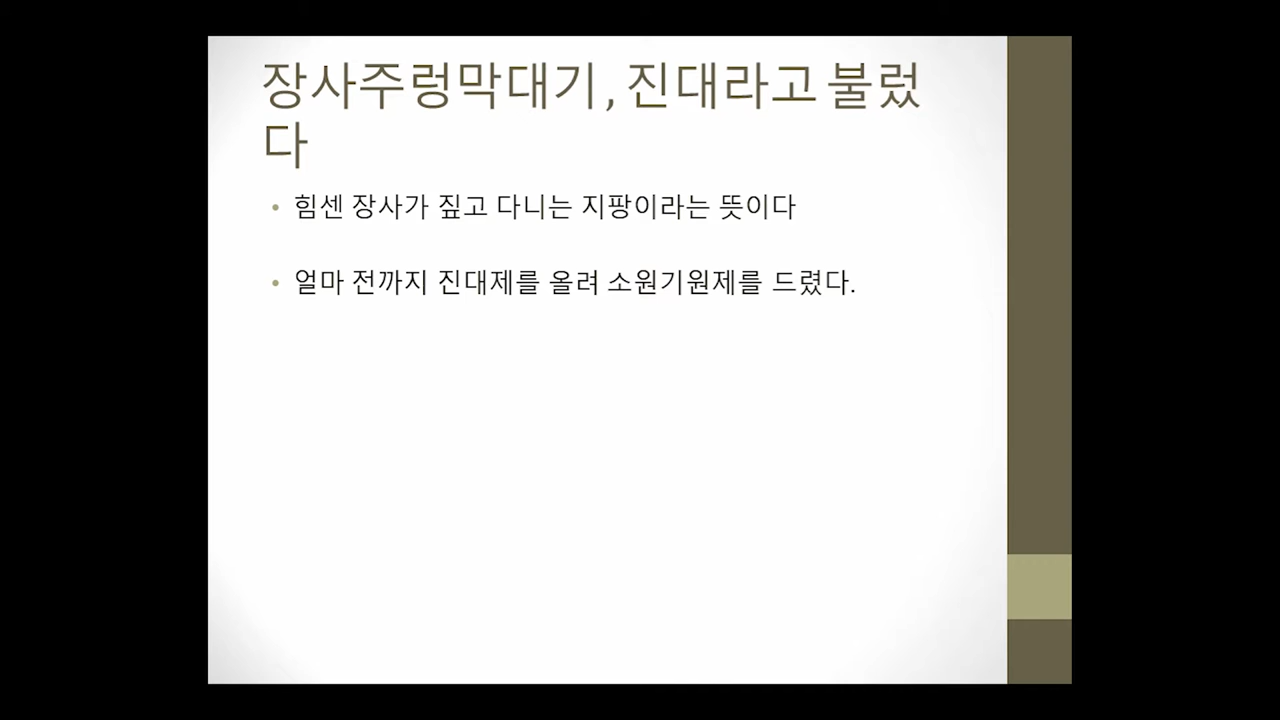 장사주렁막대기, 진대라고 불렀
다
• 힘센 장사가 짚고 다니는 지팡이라는 뜻이다
• 얼마 전까지 진대제를 올려 소원기원제를 드렸다.